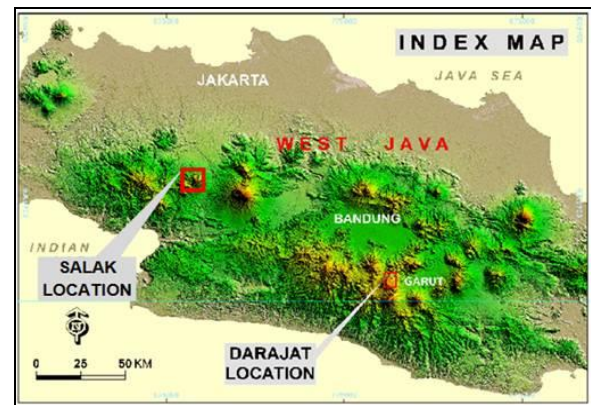 INDEX MAP
JAKARTA
JAVA SEA
WEST JAVA
BANDUNG
INDIAN
SALAK
LOCATION
GARUT
DARAJAT
LOCATION
0 25 50 KM